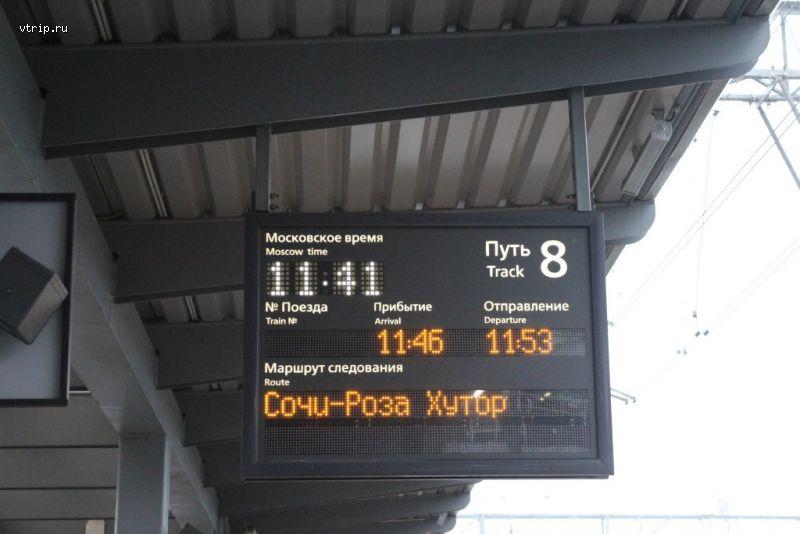 vtrip.ru
Московское время
Moscow time
11:41
Путь 8
Track
№ Поезда Прибытие Отправление
Train № Arrival Departure
11:46 11:53
Маршрут следования
Route
Сочи-Роза Хутор